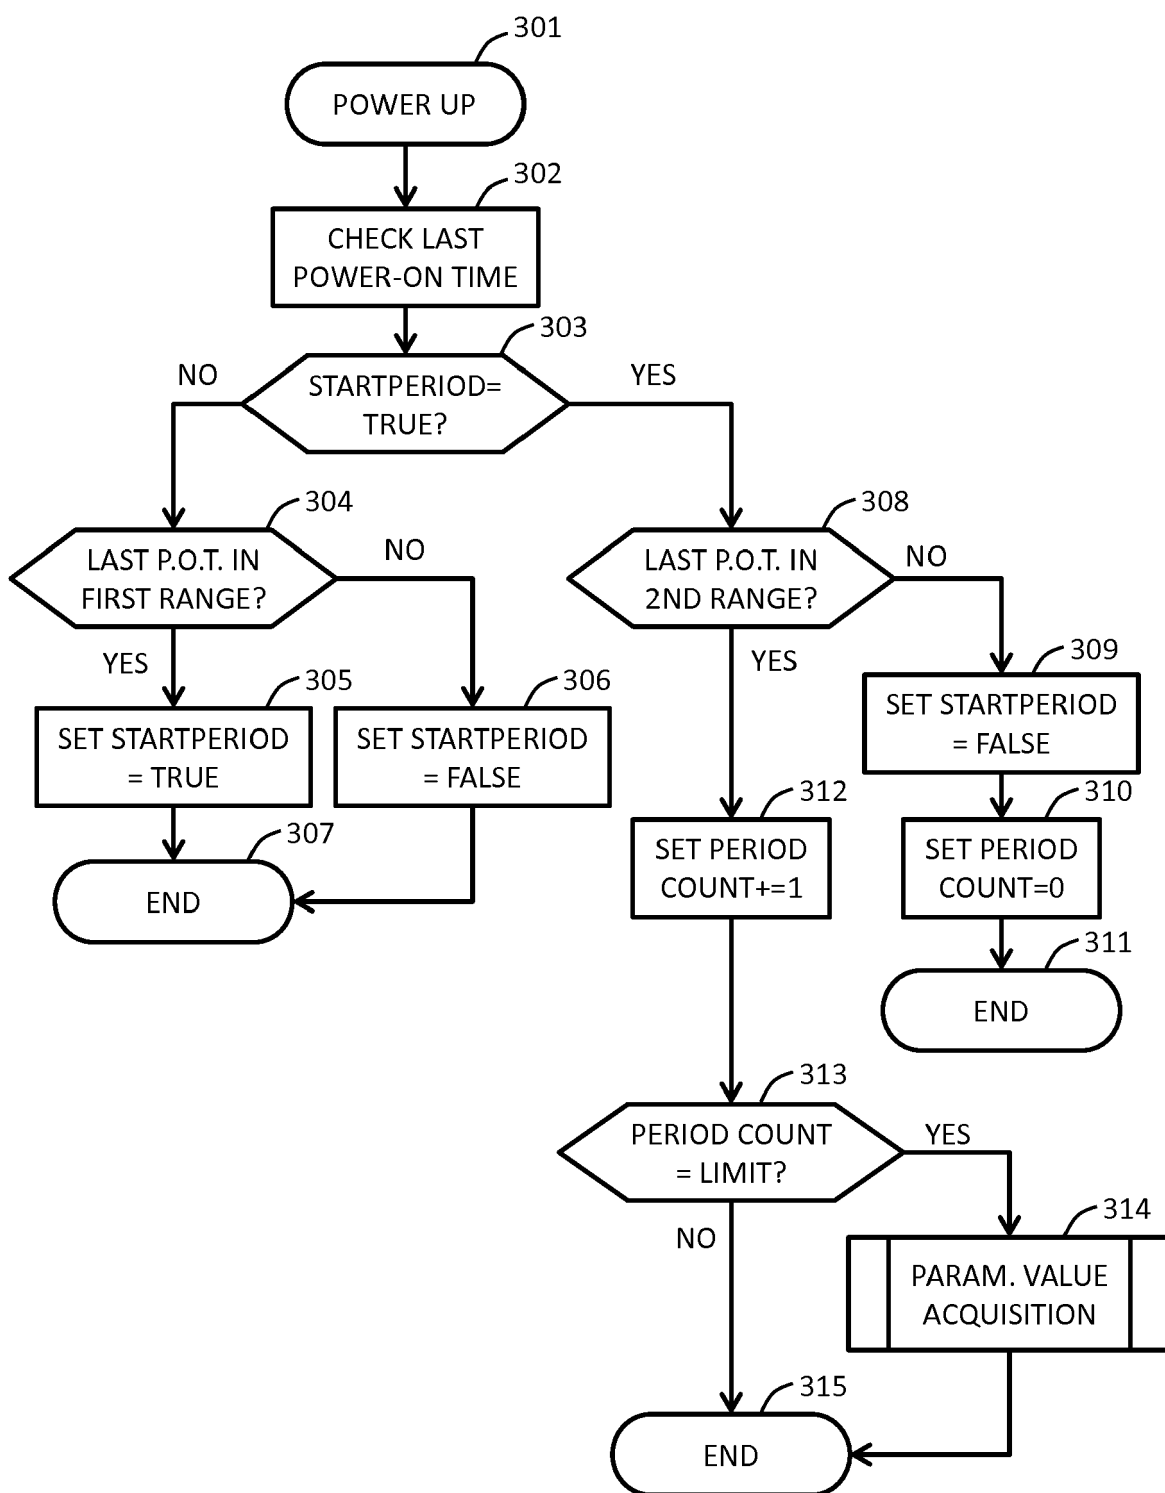 301
POWER UP
302
CHECK LAST
POWER-ON TIME
303
NO
YES
STARTPERIOD=
TRUE?
304
308
LAST P.O.T. IN
FIRST RANGE?
NO
LAST P.O.T. IN
2ND RANGE?
NO
YES
YES
305
306
309
SET STARTPERIOD
= TRUE
SET STARTPERIOD
= FALSE
SET STARTPERIOD
= FALSE
307
312
310
END
SET PERIOD
COUNT+=1
SET PERIOD
COUNT=0
311
END
313
PERIOD COUNT
= LIMIT?
YES
NO
314
PARAM. VALUE
ACQUISITION
315
END